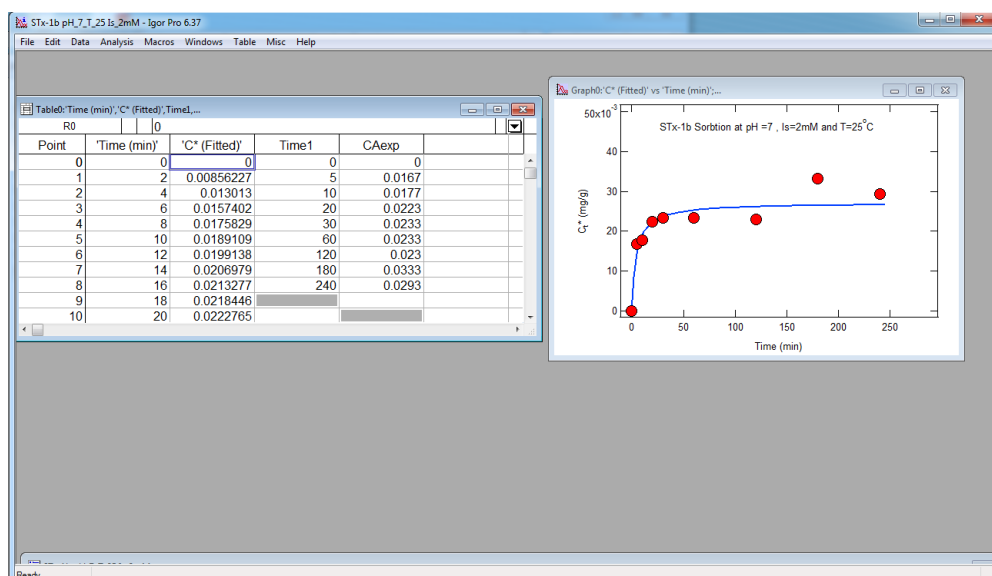 STx-1b pH_7_T_25 Is_2mM - Igor Pro 6.37
File Edit Data Analysis Macros Windows Table Misc Help
Table0:'Time (min)','C* (Fitted)',Time1,...
R0 0
Point 'Time (min)' 'C* (Fitted)' Time1 CAexp
0 0 0 0 0
1 2 0.00856227 5 0.0167
2 4 0.013013 10 0.0177
3 6 0.0157402 20 0.0223
4 8 0.0175829 30 0.0233
5 10 0.0189109 60 0.0233
6 12 0.0199138 120 0.023
7 14 0.0206979 180 0.0333
8 16 0.0213277 240 0.0293
9 18 0.0218446
10 20 0.0222765
Graph0:'C* (Fitted)' vs 'Time (min)';...
50x10⁻³
STx-1b Sorbtion at pH =7 , Is=2mM and T=25°C
40
30
20
10
0
Cₜ* (mg/g)
0 50 100 150 200 250
Time (min)
Ready